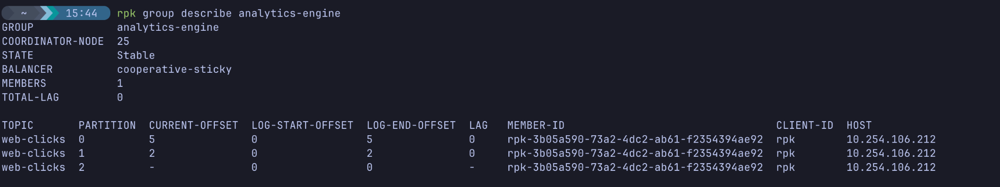 ~ 15:44 rpk group describe analytics-engine
GROUP analytics-engine
COORDINATOR-NODE 25
STATE Stable
BALANCER cooperative-sticky
MEMBERS 1
TOTAL-LAG 0
TOPIC PARTITION CURRENT-OFFSET LOG-START-OFFSET LOG-END-OFFSET LAG MEMBER-ID CLIENT-ID HOST
web-clicks 0 5 0 5 0 rpk-3b05a590-73a2-4dc2-ab61-f2354394ae92 rpk 10.254.106.212
web-clicks 1 2 0 2 0 rpk-3b05a590-73a2-4dc2-ab61-f2354394ae92 rpk 10.254.106.212
web-clicks 2 - 0 0 - rpk-3b05a590-73a2-4dc2-ab61-f2354394ae92 rpk 10.254.106.212